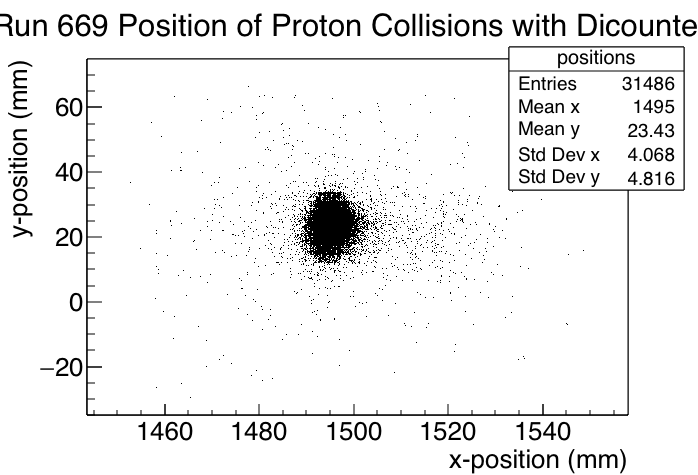 Run 669 Position of Proton Collisions with Dicounte
positions
Entries 31486
Mean x 1495
Mean y 23.43
Std Dev x 4.068
Std Dev y 4.816
y-position (mm)
60
40
20
0
−20
1460 1480 1500 1520 1540
x-position (mm)